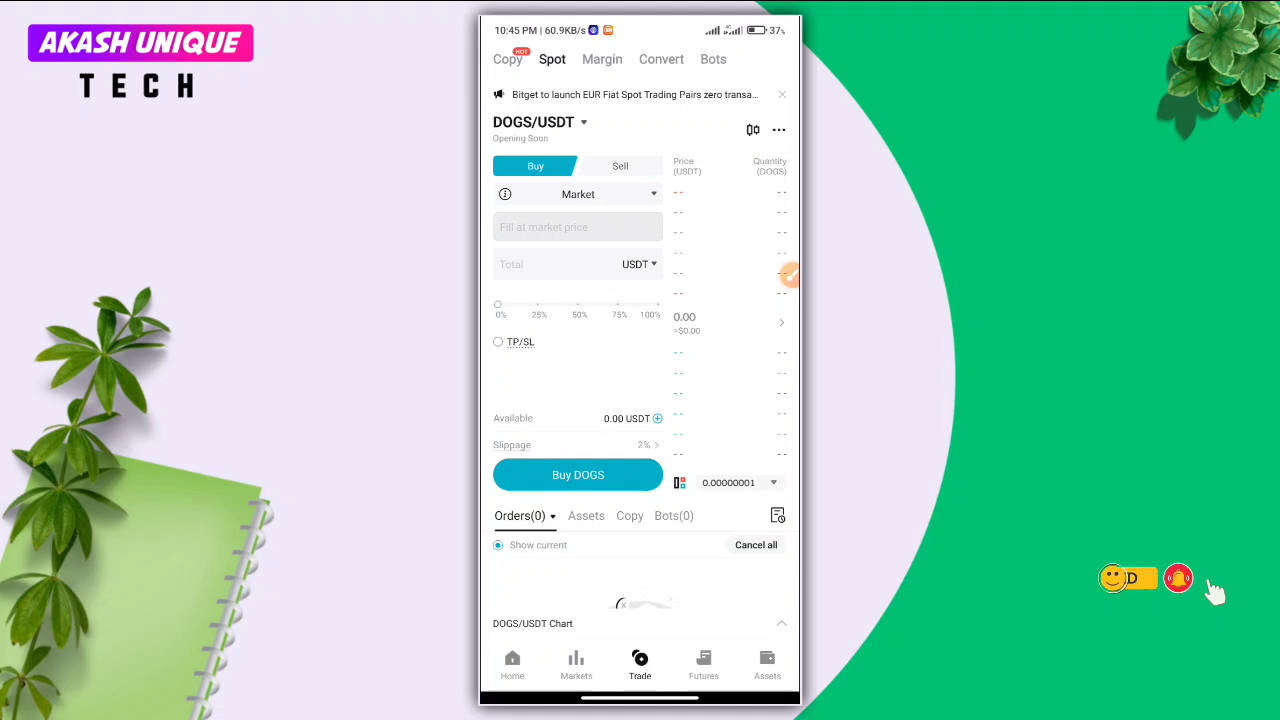 AKASH UNIQUE
TECH
10:45 PM | 60.9KB/s
37%
Copy HOT Spot Margin Convert Bots
Bitget to launch EUR Fiat Spot Trading Pairs zero transa...
DOGS/USDT
Opening Soon
Buy Sell
Price (USDT) Quantity (DOGS)
Market
Fill at market price
Total USDT
0% 25% 50% 75% 100%
0.00
≈$0.00
TP/SL
Available 0.00 USDT
Slippage 2%
Buy DOGS
0.00000001
Orders(0) Assets Copy Bots(0)
Show current Cancel all
DOGS/USDT Chart
Home Markets Trade Futures Assets
D